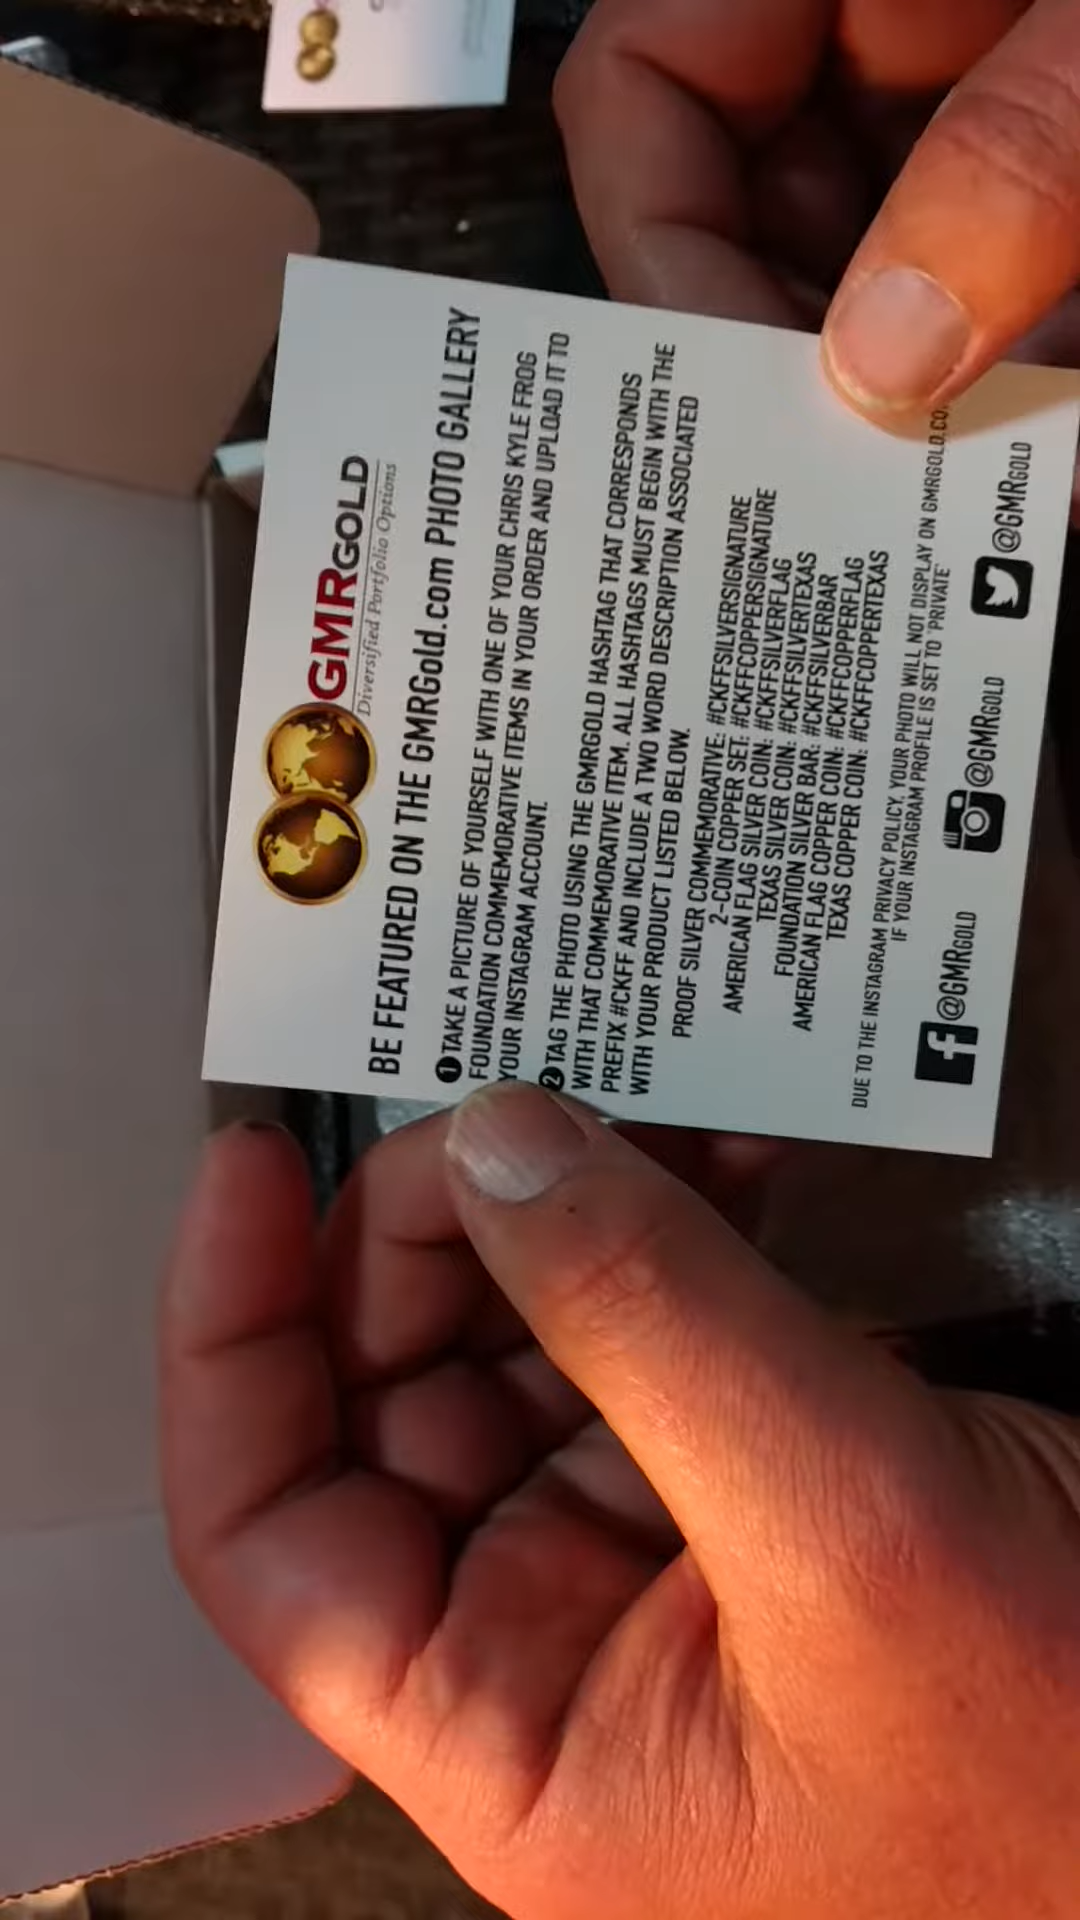 GMRGOLD
Diversified Portfolio Options
BE FEATURED ON THE GMRGold.com PHOTO GALLERY
1 TAKE A PICTURE OF YOURSELF WITH ONE OF YOUR CHRIS KYLE FROG
FOUNDATION COMMEMORATIVE ITEMS IN YOUR ORDER AND UPLOAD IT TO
YOUR INSTAGRAM ACCOUNT.
2 TAG THE PHOTO USING THE GMRGOLD HASHTAG THAT CORRESPONDS
WITH THAT COMMEMORATIVE ITEM. ALL HASHTAGS MUST BEGIN WITH THE
PREFIX #CKFF AND INCLUDE A TWO WORD DESCRIPTION ASSOCIATED
WITH YOUR PRODUCT LISTED BELOW.
PROOF SILVER COMMEMORATIVE: #CKFFSILVERSIGNATURE
2-COIN COPPER SET: #CKFFCOPPERSIGNATURE
AMERICAN FLAG SILVER COIN: #CKFFSILVERFLAG
TEXAS SILVER COIN: #CKFFSILVERTEXAS
FOUNDATION SILVER BAR: #CKFFSILVERBAR
AMERICAN FLAG COPPER COIN: #CKFFCOPPERFLAG
TEXAS COPPER COIN: #CKFFCOPPERTEXAS
DUE TO THE INSTAGRAM PRIVACY POLICY, YOUR PHOTO WILL NOT DISPLAY ON GMRGOLD.CO
IF YOUR INSTAGRAM PROFILE IS SET TO 'PRIVATE'
f @GMRGOLD @GMRGOLD @GMRGOLD